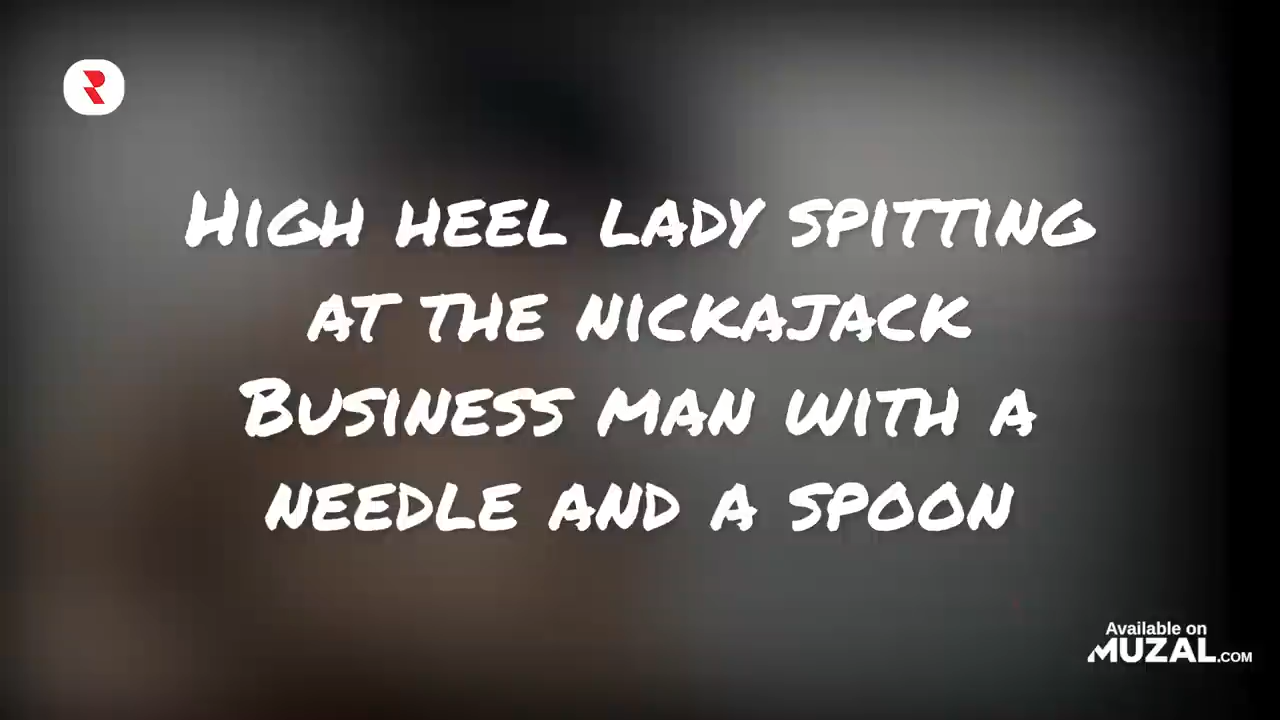 High heel lady spitting
at the nickajack
Business man with a
needle and a spoon
Available on
MUZAL.COM